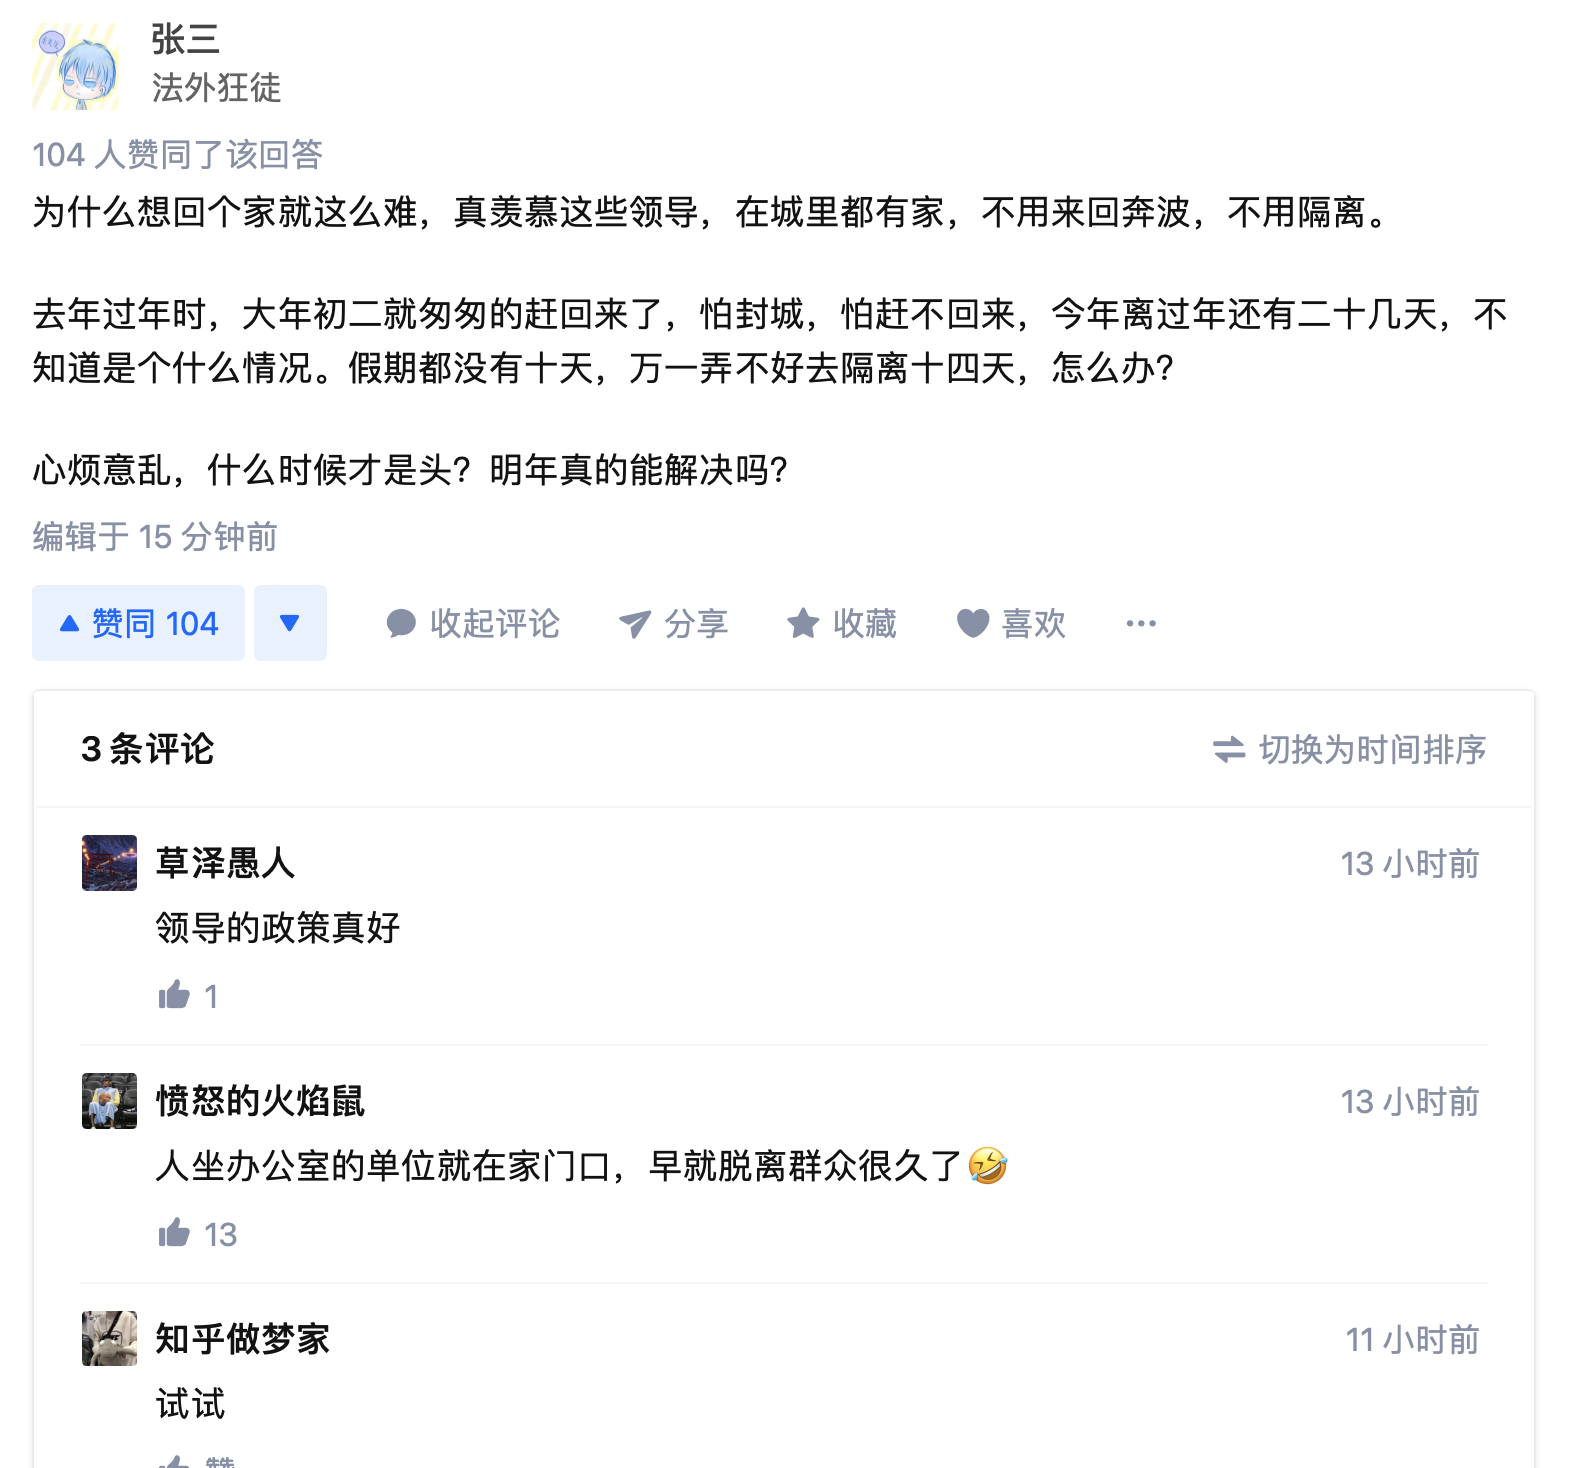 张三
法外狂徒
104 人赞同了该回答
为什么想回个家就这么难，真羡慕这些领导，在城里都有家，不用来回奔波，不用隔离。
去年过年时，大年初二就匆匆的赶回来了，怕封城，怕赶不回来，今年离过年还有二十几天，不
知道是个什么情况。假期都没有十天，万一弄不好去隔离十四天，怎么办？
心烦意乱，什么时候才是头？明年真的能解决吗？
编辑于 15 分钟前
赞同 104 收起评论 分享 收藏 喜欢
3 条评论 切换为时间排序
草泽愚人 13 小时前
领导的政策真好
1
愤怒的火焰鼠 13 小时前
人坐办公室的单位就在家门口，早就脱离群众很久了🤣
13
知乎做梦家 11 小时前
试试
赞